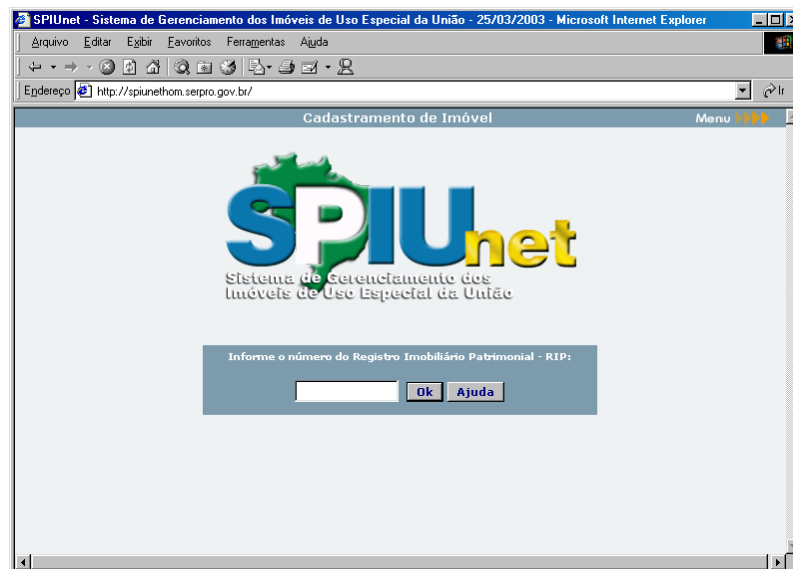 SPIUnet - Sistema de Gerenciamento dos Imóveis de Uso Especial da União - 25/03/2003 - Microsoft Internet Explorer
Arquivo Editar Exibir Favoritos Ferramentas Ajuda
Endereço http://spiunethom.serpro.gov.br/ Ir
Cadastramento de Imóvel Menu
SPIUnet
Sistema de Gerenciamento dos
Imóveis de Uso Especial da União
Informe o número do Registro Imobiliário Patrimonial - RIP:
Ok Ajuda